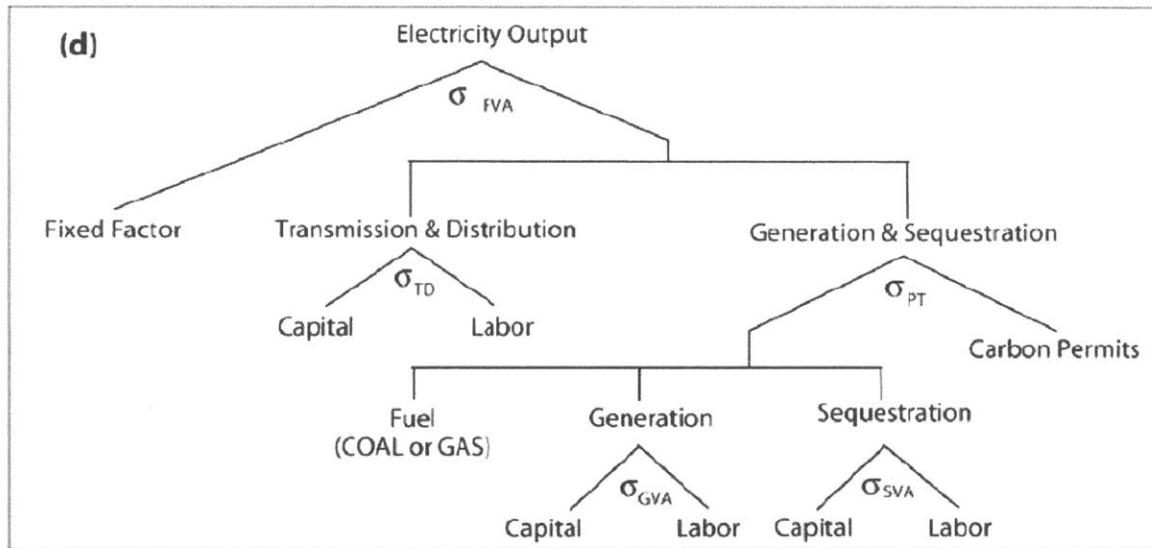 (d)
Electricity Output
σ FVA
Fixed Factor
Transmission & Distribution
Generation & Sequestration
σTD
σPT
Capital
Labor
Carbon Permits
Fuel
(COAL or GAS)
Generation
Sequestration
σGVA
σSVA
Capital
Labor
Capital
Labor